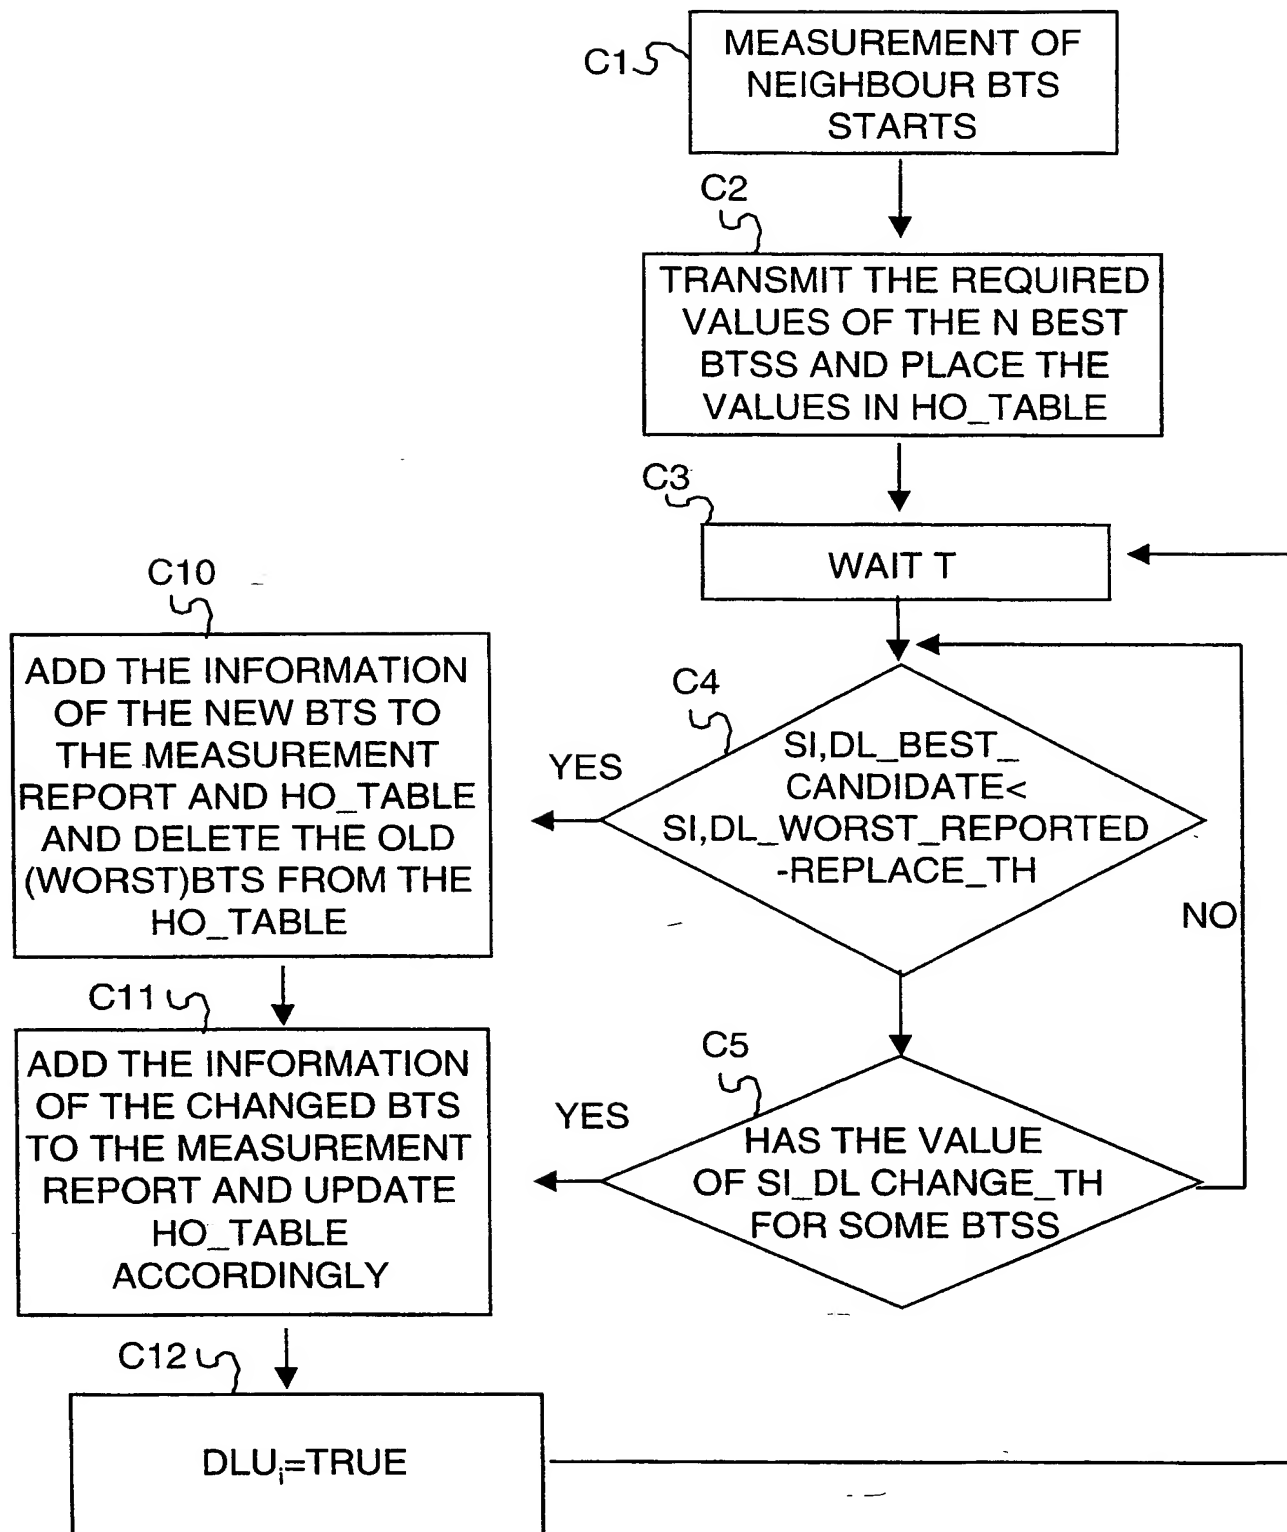 C1
MEASUREMENT OF
NEIGHBOUR BTS
STARTS
C2
TRANSMIT THE REQUIRED
VALUES OF THE N BEST
BTSS AND PLACE THE
VALUES IN HO_TABLE
C3
WAIT T
C4
SI,DL_BEST_
CANDIDATE<
SI,DL_WORST_REPORTED
-REPLACE_TH
YES
NO
C5
HAS THE VALUE
OF SI_DL CHANGE_TH
FOR SOME BTSS
YES
C10
ADD THE INFORMATION
OF THE NEW BTS TO
THE MEASUREMENT
REPORT AND HO_TABLE
AND DELETE THE OLD
(WORST)BTS FROM THE
HO_TABLE
C11
ADD THE INFORMATION
OF THE CHANGED BTS
TO THE MEASUREMENT
REPORT AND UPDATE
HO_TABLE
ACCORDINGLY
C12
DLUi=TRUE